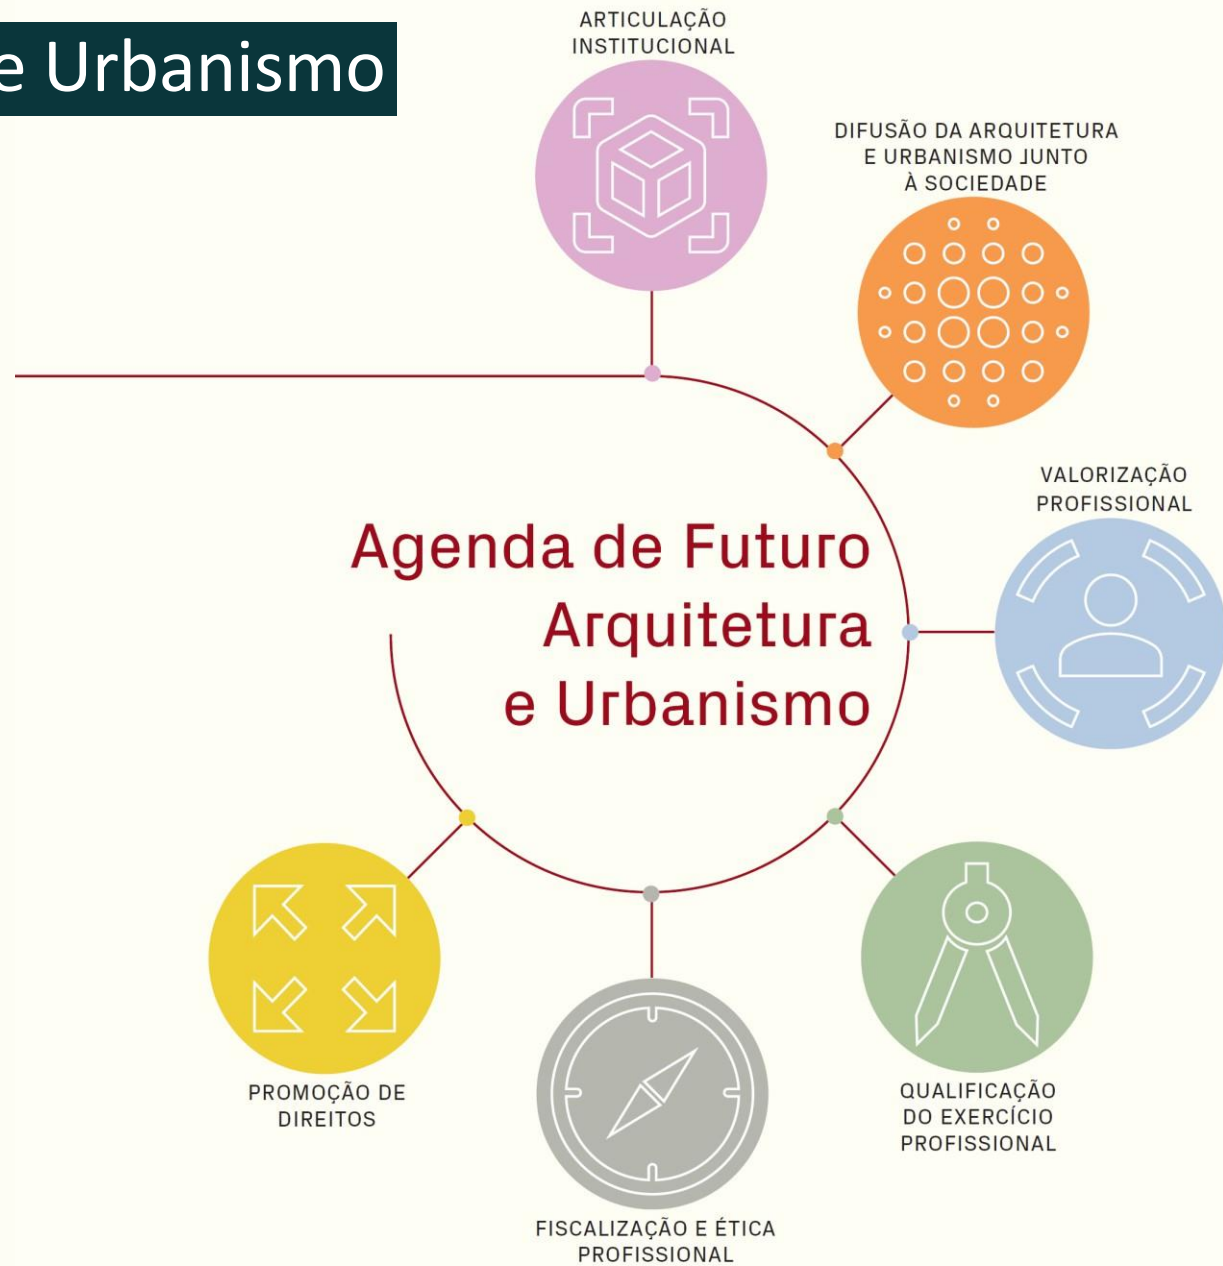 e Urbanismo
ARTICULAÇÃO
INSTITUCIONAL
DIFUSÃO DA ARQUITETURA
E URBANISMO JUNTO
À SOCIEDADE
VALORIZAÇÃO
PROFISSIONAL
Agenda de Futuro
Arquitetura
e Urbanismo
QUALIFICAÇÃO
DO EXERCÍCIO
PROFISSIONAL
PROMOÇÃO DE
DIREITOS
FISCALIZAÇÃO E ÉTICA
PROFISSIONAL